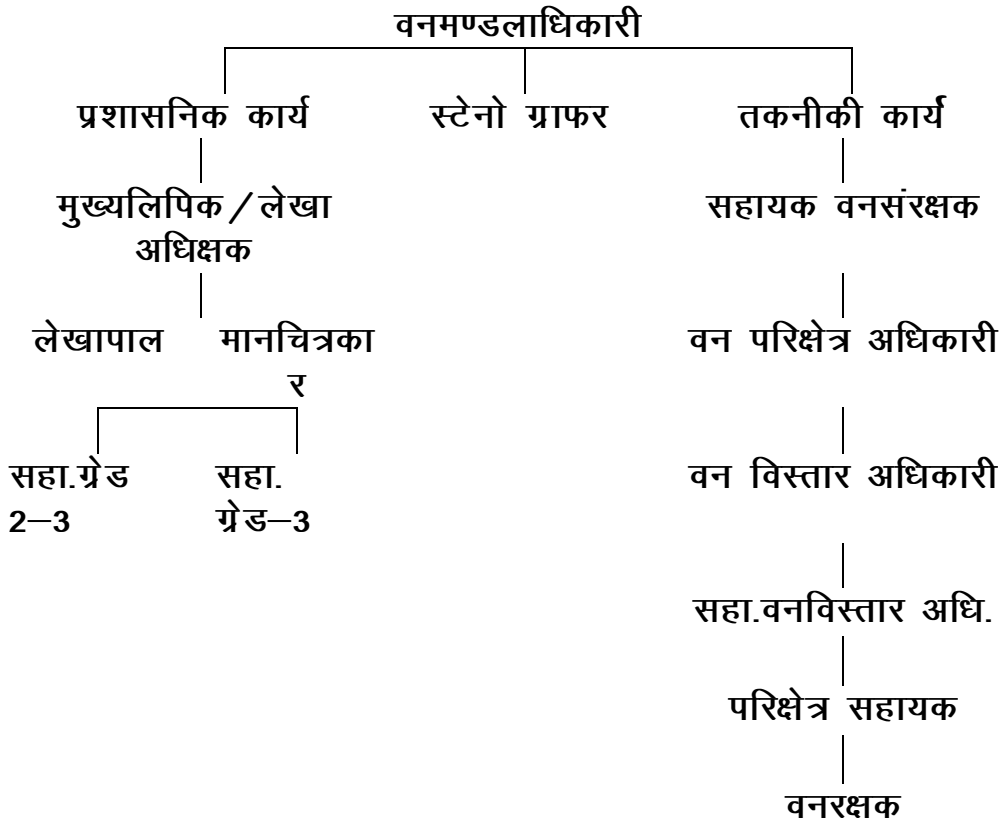 वनमण्डलाधिकारी
प्रशासनिक कार्य स्टेनो ग्राफर तकनीकी कार्य
मुख्यलिपिक / लेखा
अधिक्षक
सहायक वनसंरक्षक
लेखापाल मानचित्रका
र
वन परिक्षेत्र अधिकारी
सहा.ग्रेड
2–3
सहा.
ग्रेड–3
वन विस्तार अधिकारी
सहा.वनविस्तार अधि.
परिक्षेत्र सहायक
वनरक्षक